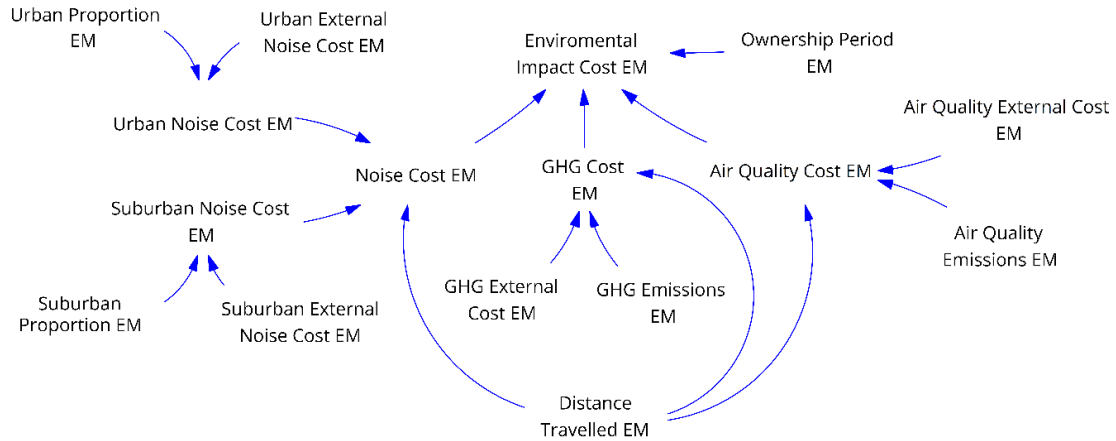 Urban Proportion
EM
Urban External
Noise Cost EM
Enviromental
Impact Cost EM
Ownership Period
EM
Urban Noise Cost EM
Air Quality External Cost
EM
Noise Cost EM
GHG Cost
EM
Air Quality Cost EM
Suburban Noise Cost
EM
Air Quality
Emissions EM
Suburban
Proportion EM
Suburban External
Noise Cost EM
GHG External
Cost EM
GHG Emissions
EM
Distance
Travelled EM